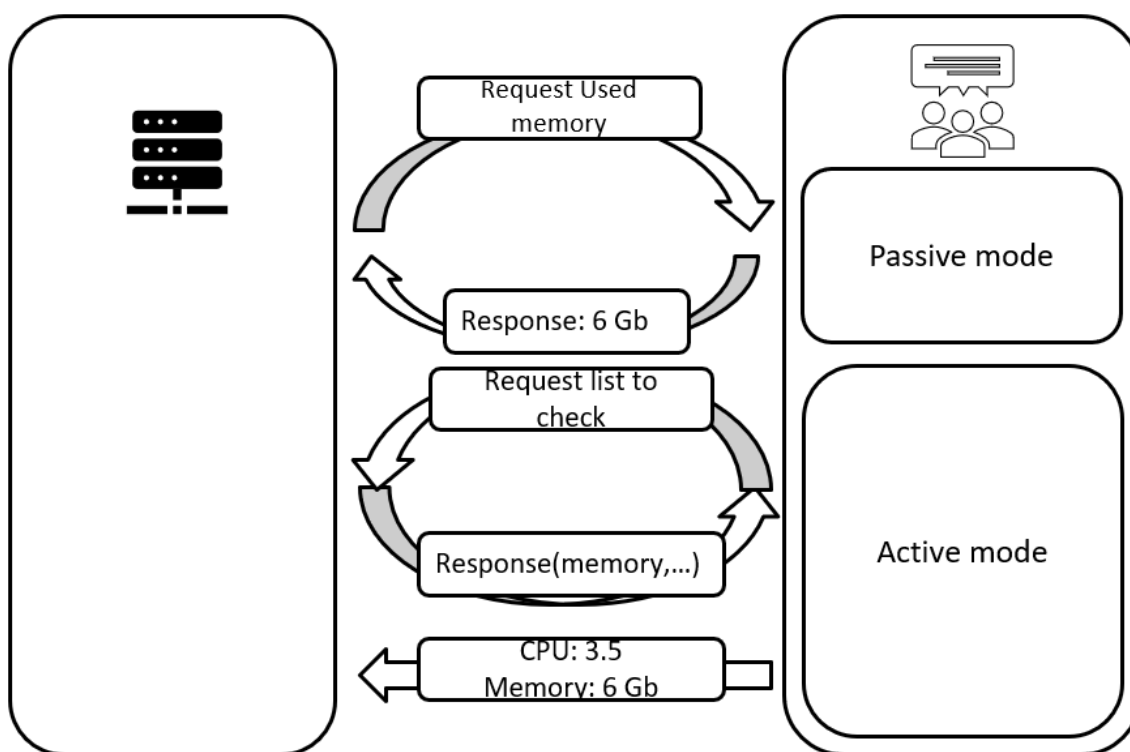 Request Used
memory
Passive mode
Response: 6 Gb
Request list to
check
Response(memory,...)
Active mode
CPU: 3.5
Memory: 6 Gb